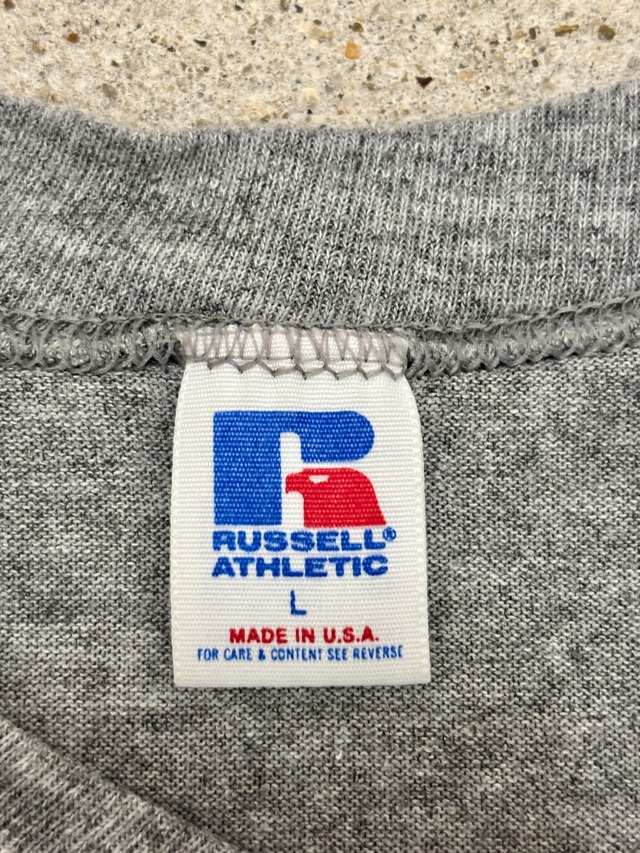 RUSSELL®
ATHLETIC
L
MADE IN U.S.A.
FOR CARE & CONTENT SEE REVERSE